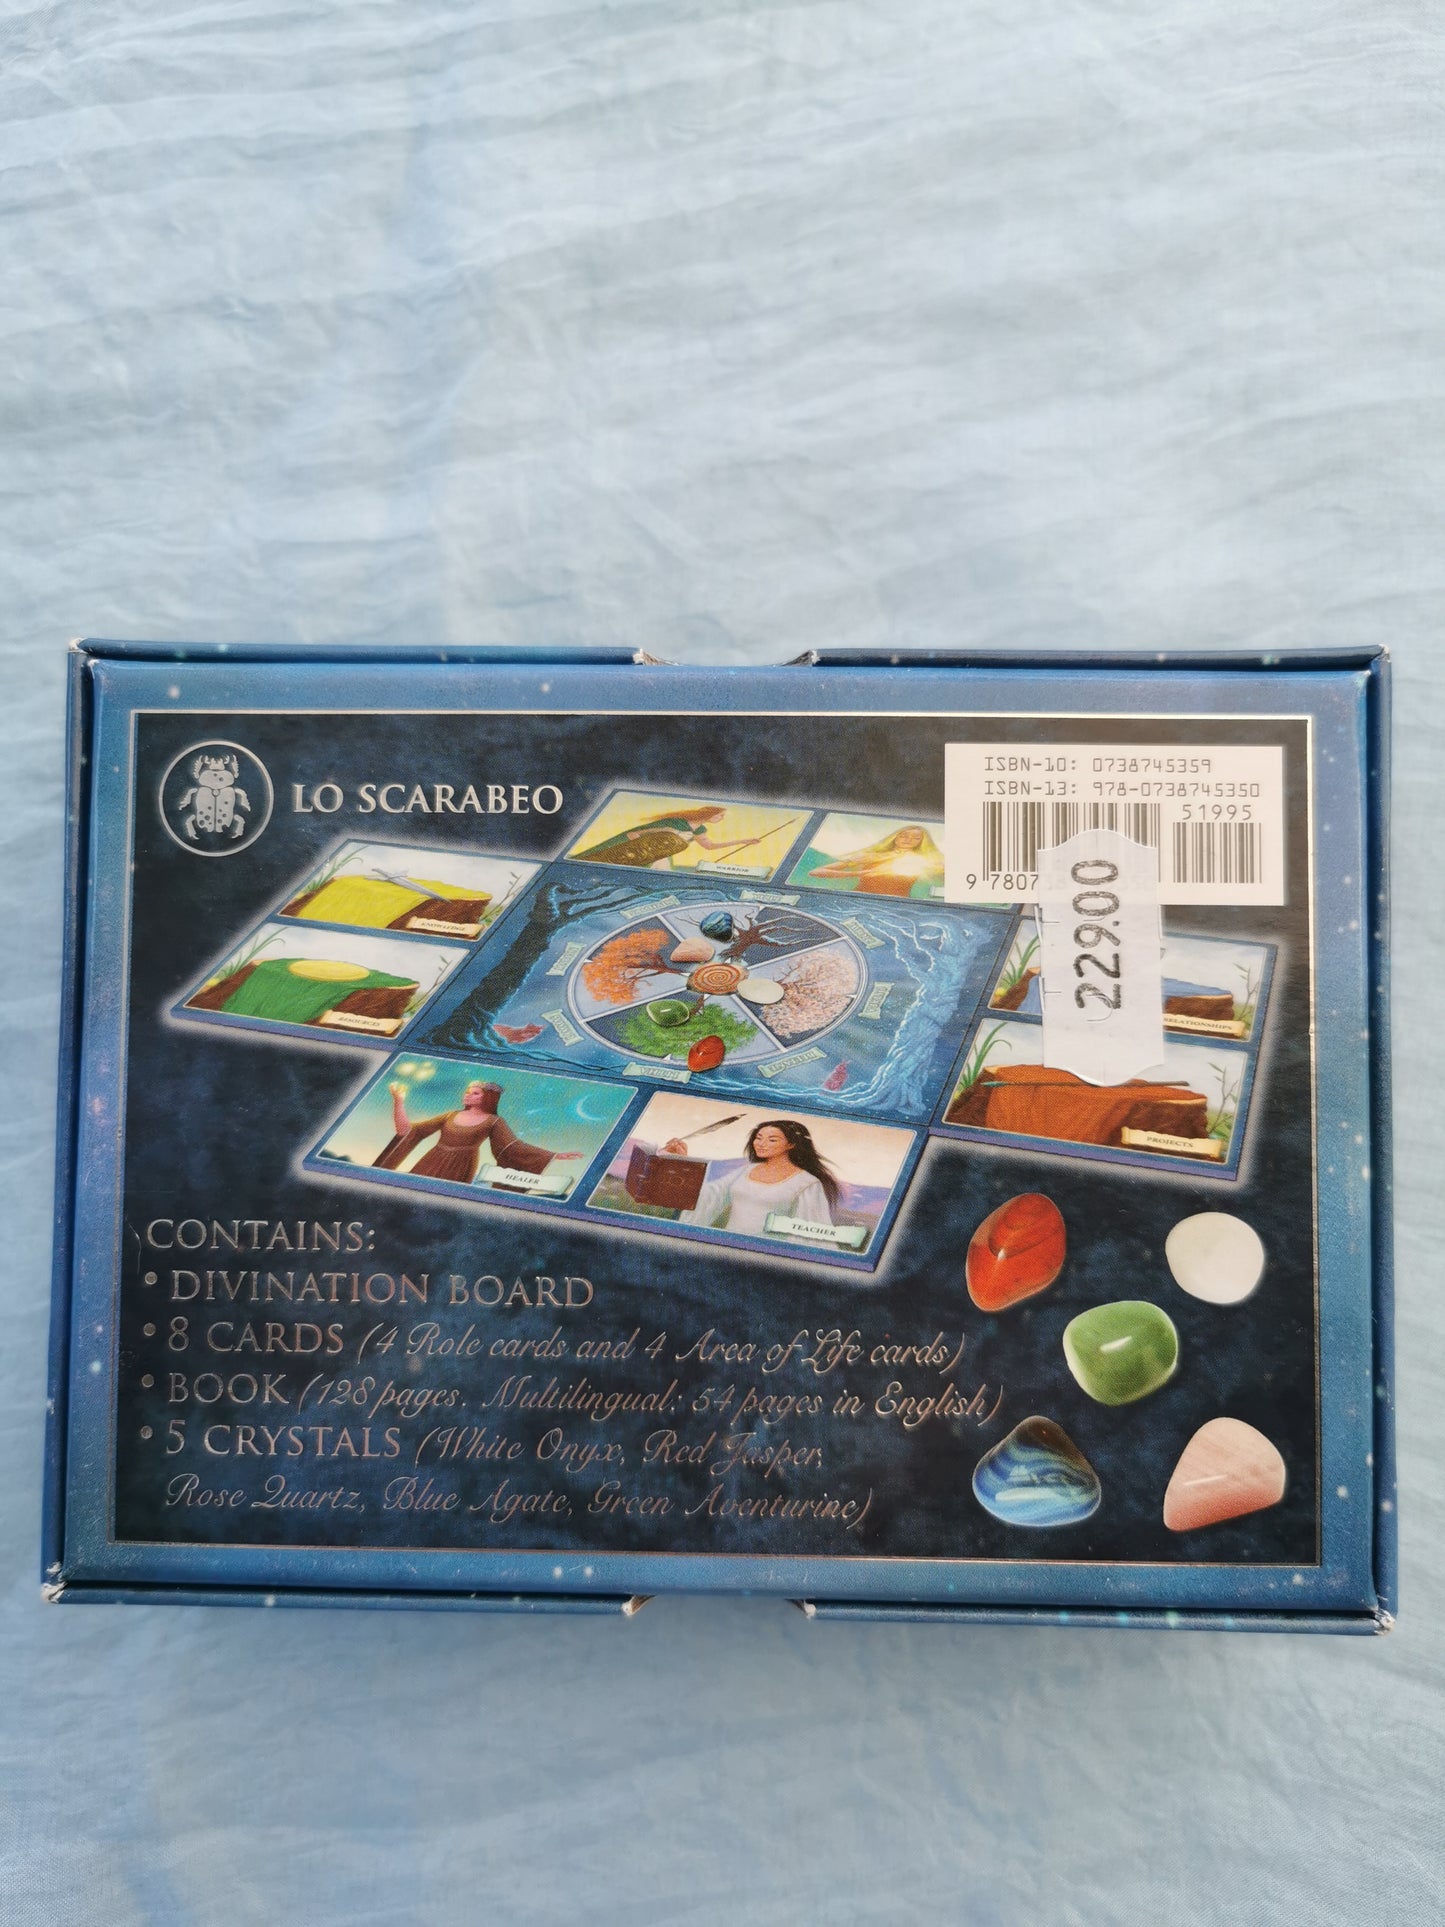 LO SCARABEO
ISBN-10: 0738745359
ISBN-13: 978-0738745350
51995
9 7807
229.00
WARRIOR
KNOWLEDGE
RESOURCES
RELATIONSHIPS
PROJECTS
HEALER
TEACHER
CONTAINS:
• DIVINATION BOARD
• 8 CARDS (4 Role cards and 4 Area of Life cards)
• BOOK (128 pages. Multilingual: 54 pages in English)
• 5 CRYSTALS (White Onyx, Red Jasper,
Rose Quartz, Blue Agate, Green Aventurine)